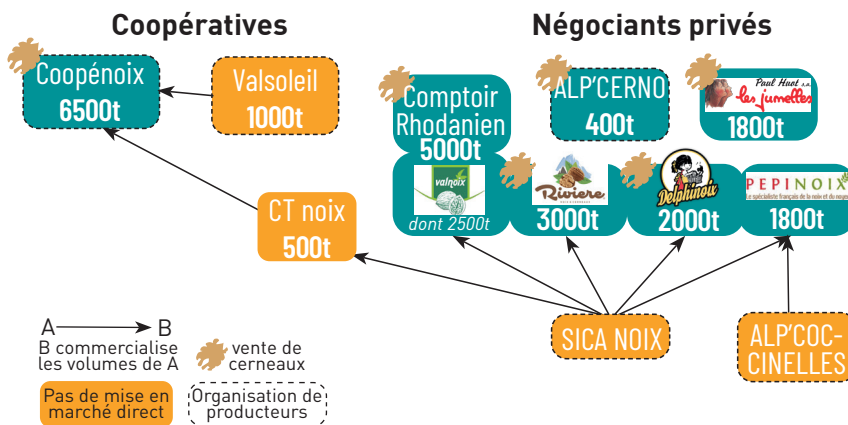 Coopératives
Négociants privés
Coopénoix
6500t
Valsoleil
1000t
CT noix
500t
Comptoir
Rhodanien
5000t
valnoix
dont 2500t
ALP'CERNO
400t
Paul Huot s.a.
les jumelles
1800t
Rivière
3000t
Delphinoix
2000t
PEPINOIX
Le spécialiste français de la noix et du noyer
1800t
SICA NOIX
ALP'COC-
CINELLES
A B
B commercialise
les volumes de A
vente de
cerneaux
Pas de mise en
marché direct
Organisation de
producteurs